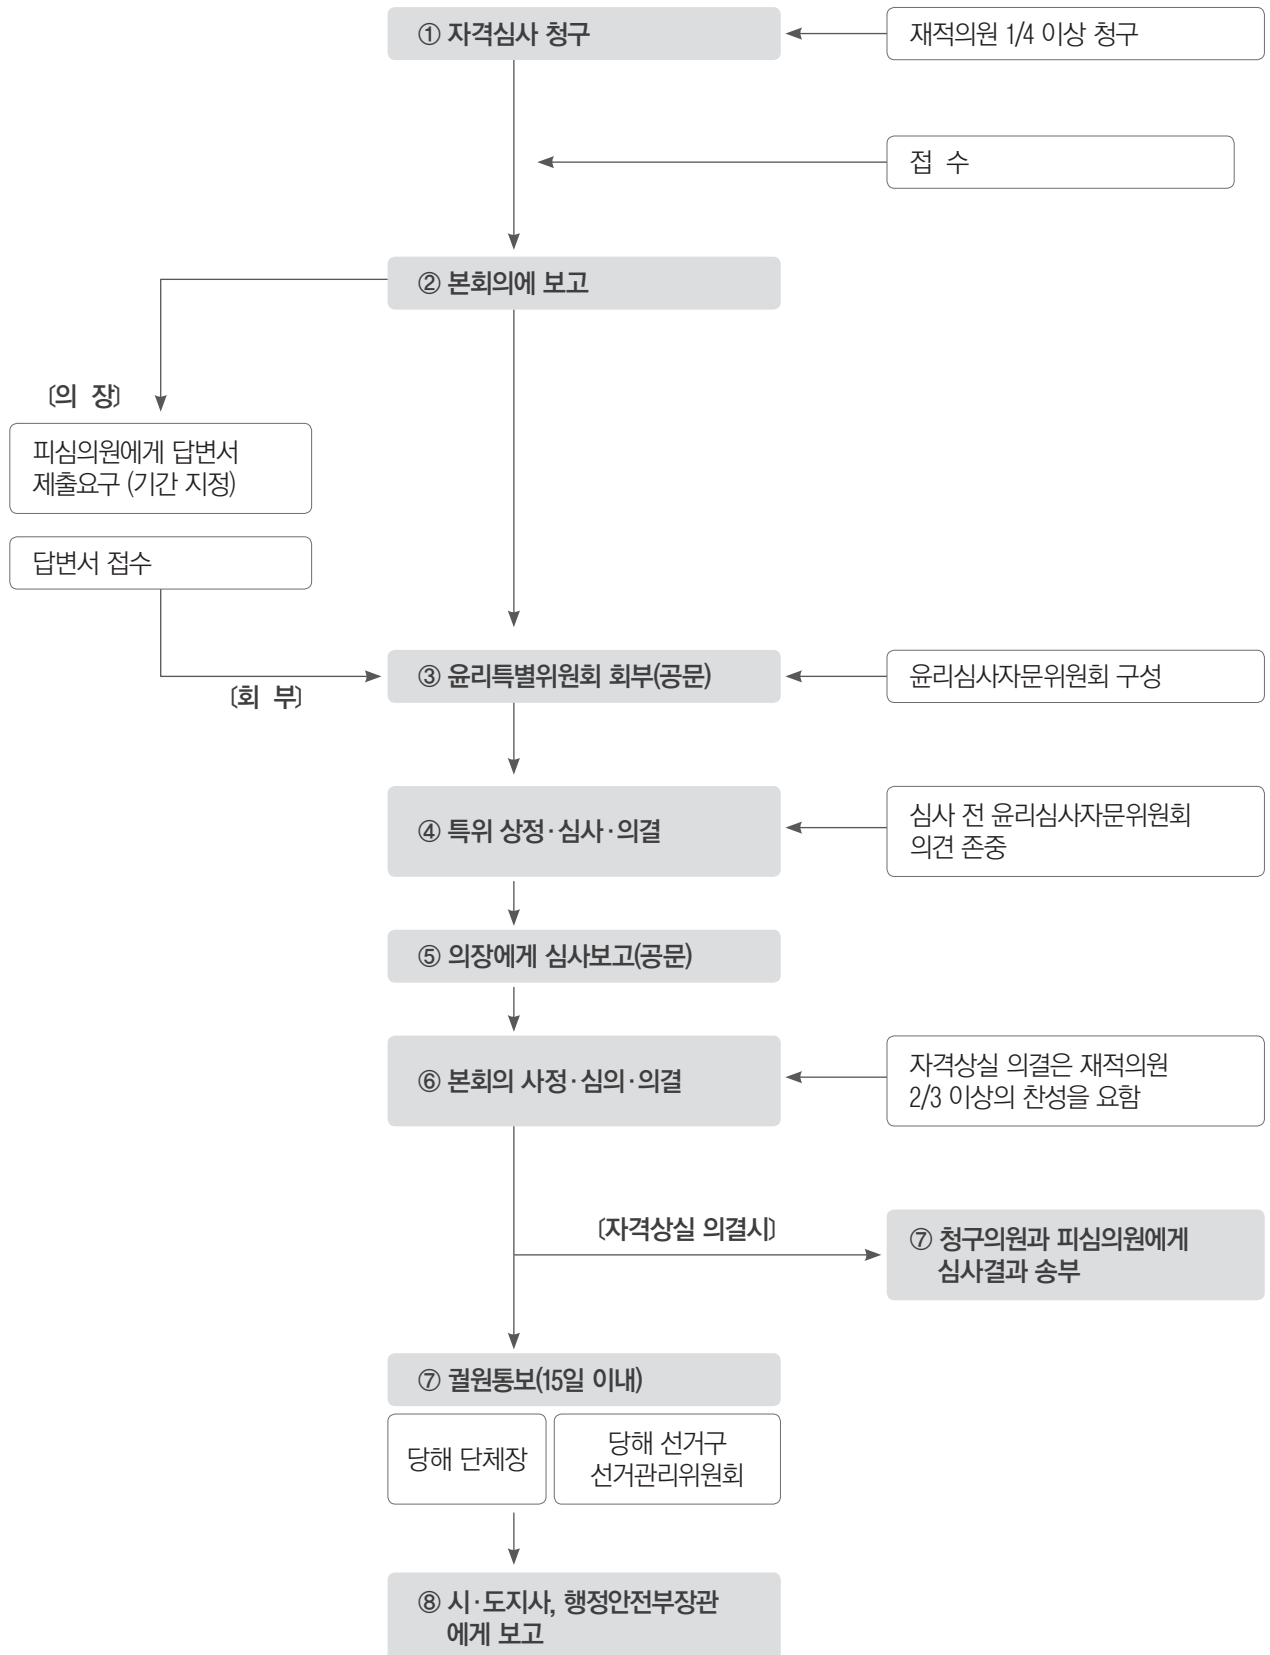 ① 자격심사 청구
재적의원 1/4 이상 청구
접 수
② 본회의에 보고
〔의 장〕
피심의원에게 답변서
제출요구 (기간 지정)
답변서 접수
〔회 부〕
③ 윤리특별위원회 회부(공문)
윤리심사자문위원회 구성
④ 특위 상정·심사·의결
심사 전 윤리심사자문위원회
의견 존중
⑤ 의장에게 심사보고(공문)
⑥ 본회의 사정·심의·의결
자격상실 의결은 재적의원
2/3 이상의 찬성을 요함
〔자격상실 의결시〕
⑦ 청구의원과 피심의원에게
심사결과 송부
⑦ 궐원통보(15일 이내)
당해 단체장
당해 선거구
선거관리위원회
⑧ 시·도지사, 행정안전부장관
에게 보고